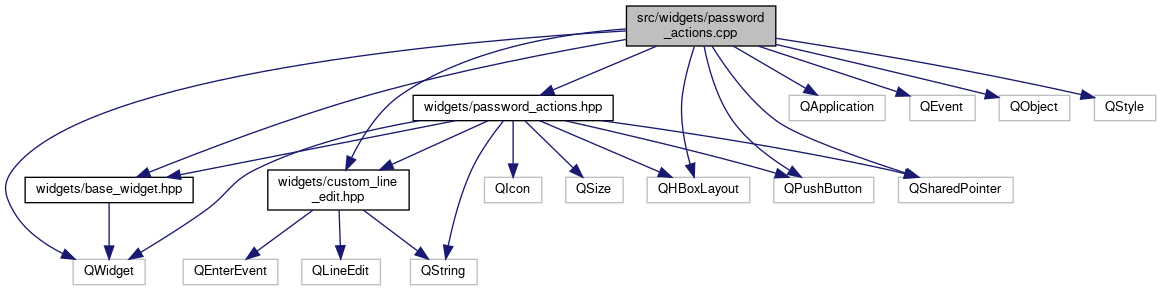 src/widgets/password
_actions.cpp
widgets/password_actions.hpp
QApplication
QEvent
QObject
QStyle
widgets/base_widget.hpp
widgets/custom_line
_edit.hpp
QIcon
QSize
QHBoxLayout
QPushButton
QSharedPointer
QWidget
QEnterEvent
QLineEdit
QString